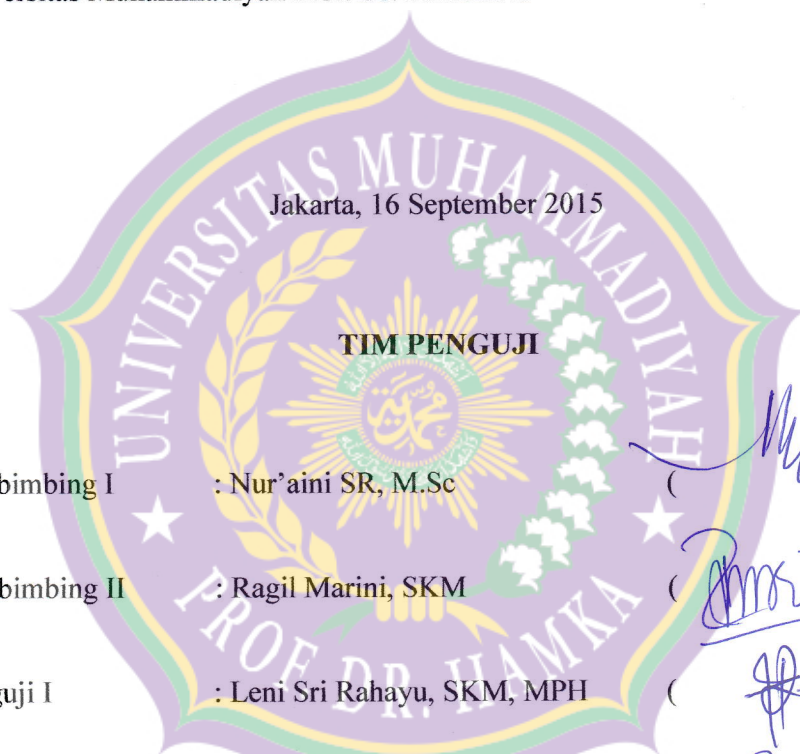 Jakarta, 16 September 2015
UNIVERSITAS MUHAMMADIYAH
TIM PENGUJI
محمدية
bimbing I : Nur'aini SR, M.Sc (
bimbing II : Ragil Marini, SKM (
guji I : Leni Sri Rahayu, SKM, MPH (
PROF. DR. HAMKA